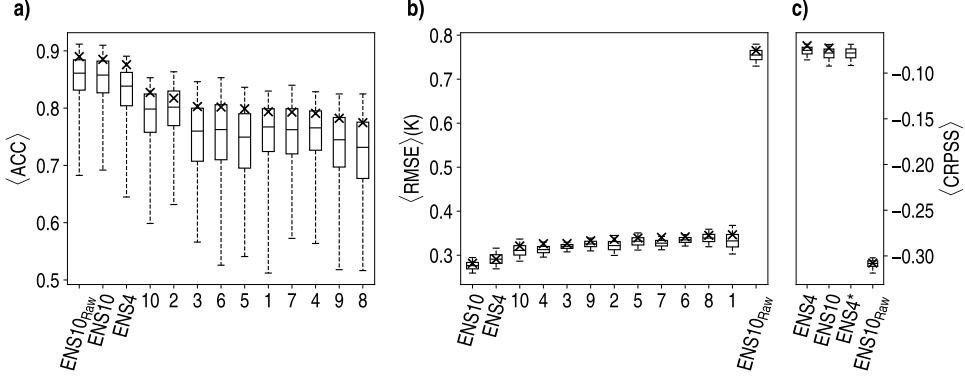 a)
⟨ACC⟩
0.9
0.8
0.7
0.6
0.5
ENS10Raw
ENS10
ENS4
10
2
3
6
5
1
7
4
9
8
b)
⟨RMSE⟩(K)
0.8
0.7
0.6
0.5
0.4
0.3
ENS10
ENS4
10
4
3
9
2
5
7
6
8
1
ENS10Raw
c)
−0.10
−0.15
−0.20
−0.25
−0.30
⟨CRPSS⟩
ENS4
ENS10
ENS4*
ENS10Raw